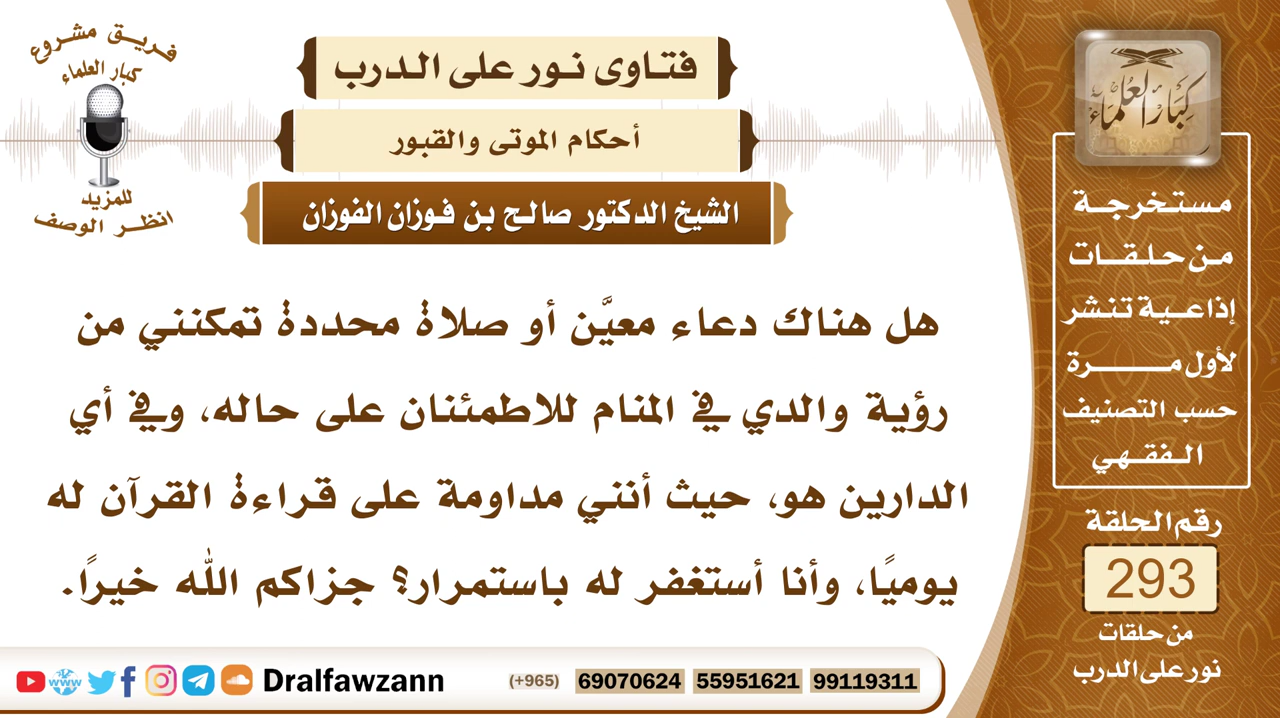 فريق مشروع
كبار العلماء
للمزيد
انظر الوصف
فتاوى نور على الدرب
أحكام الموتى والقبور
الشيخ الدكتور صالح بن فوزان الفوزان
هل هناك دعاء معيَّن أو صلاة محددة تمكنني من
رؤية والدي في المنام للاطمئنان على حاله، وفي أي
الدارين هو، حيث أنني مداومة على قراءة القرآن له
يوميًا، وأنا أستغفر له باستمرار؟ جزاكم الله خيرًا.
كبار العلماء
مستخرجة
من حلقات
إذاعية تنشر
لأول مرة
حسب التصنيف
الفقهي
رقم الحلقة
293
من حلقات
نور على الدرب
www Dralfawzann (+965) 69070624 55951621 99119311